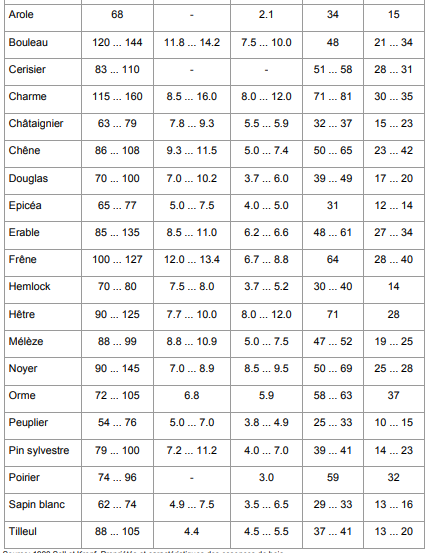 Arole 68 - 2.1 34 15
Bouleau 120 ... 144 11.8 ... 14.2 7.5 ... 10.0 48 21 ... 34
Cerisier 83 ... 110 - - 51 ... 58 28 ... 31
Charme 115 ... 160 8.5 ... 16.0 8.0 ... 12.0 71 ... 81 30 ... 35
Châtaignier 63 ... 79 7.8 ... 9.3 5.5 ... 5.9 32 ... 37 15 ... 23
Chêne 86 ... 108 9.3 ... 11.5 5.0 ... 7.4 50 ... 65 23 ... 42
Douglas 70 ... 100 7.0 ... 10.2 3.7 ... 6.0 39 ... 49 17 ... 20
Epicéa 65 ... 77 5.0 ... 7.5 4.0 ... 5.0 31 12 ... 14
Erable 85 ... 135 8.5 ... 11.0 6.2 ... 6.6 48 ... 61 27 ... 34
Frêne 100 ... 127 12.0 ... 13.4 6.7 ... 8.8 64 28 ... 40
Hemlock 70 ... 80 7.5 ... 8.0 3.7 ... 5.2 30 ... 40 14
Hêtre 90 ... 125 7.7 ... 10.0 8.0 ... 12.0 71 28
Mélèze 88 ... 99 8.8 ... 10.9 5.0 ... 7.5 47 ... 52 19 ... 25
Noyer 90 ... 145 7.0 ... 8.9 8.5 ... 9.5 50 ... 69 25 ... 28
Orme 72 ... 105 6.8 5.9 58 ... 63 37
Peuplier 54 ... 76 5.0 ... 7.0 3.8 ... 4.9 25 ... 33 10 ... 15
Pin sylvestre 79 ... 100 7.2 ... 11.2 4.0 ... 7.0 39 ... 41 14 ... 23
Poirier 74 ... 96 - 3.0 59 32
Sapin blanc 62 ... 74 4.9 ... 7.5 3.5 ... 6.5 29 ... 33 13 ... 16
Tilleul 88 ... 105 4.4 4.5 ... 5.5 37 ... 41 13 ... 20